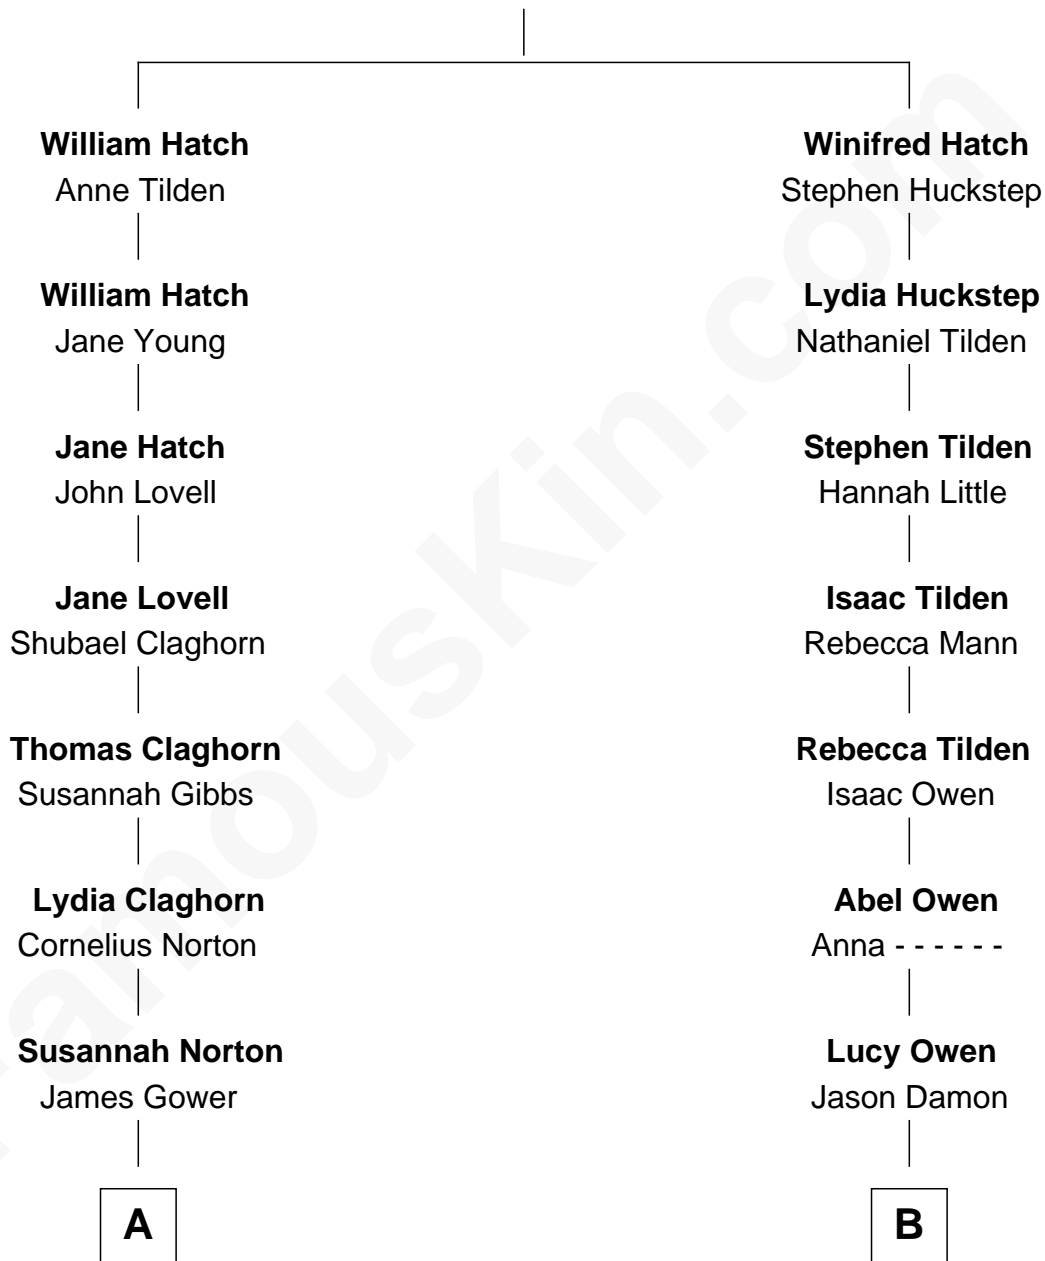 William Hatch
Anne Tilden
William Hatch
Jane Young
Jane Hatch
John Lovell
Jane Lovell
Shubael Claghorn
Thomas Claghorn
Susannah Gibbs
Lydia Claghorn
Cornelius Norton
Susannah Norton
James Gower
A
Winifred Hatch
Stephen Huckstep
Lydia Huckstep
Nathaniel Tilden
Stephen Tilden
Hannah Little
Isaac Tilden
Rebecca Mann
Rebecca Tilden
Isaac Owen
Abel Owen
Anna - - - - - -
Lucy Owen
Jason Damon
B
FamousKin.com